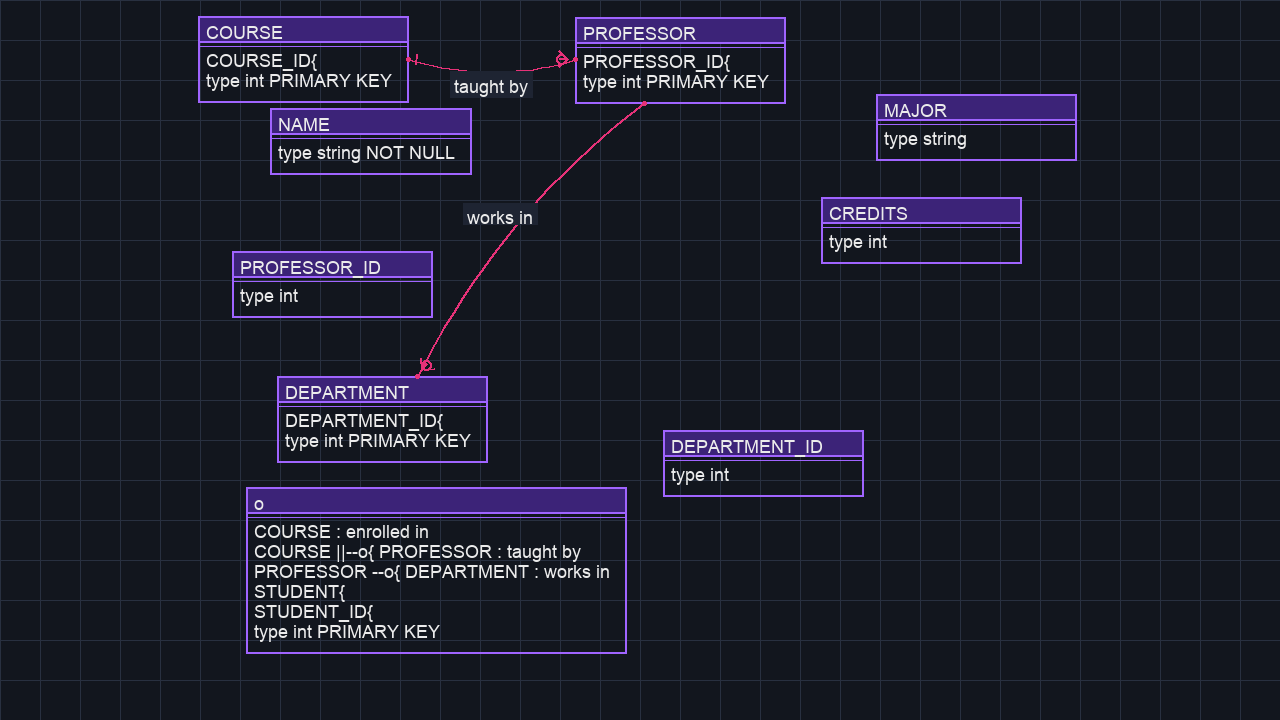 COURSE
COURSE_ID{
type int PRIMARY KEY
taught by
PROFESSOR
PROFESSOR_ID{
type int PRIMARY KEY
NAME
type string NOT NULL
MAJOR
type string
works in
CREDITS
type int
PROFESSOR_ID
type int
DEPARTMENT
DEPARTMENT_ID{
type int PRIMARY KEY
DEPARTMENT_ID
type int
o
COURSE : enrolled in
COURSE ||--o{ PROFESSOR : taught by
PROFESSOR --o{ DEPARTMENT : works in
STUDENT{
STUDENT_ID{
type int PRIMARY KEY